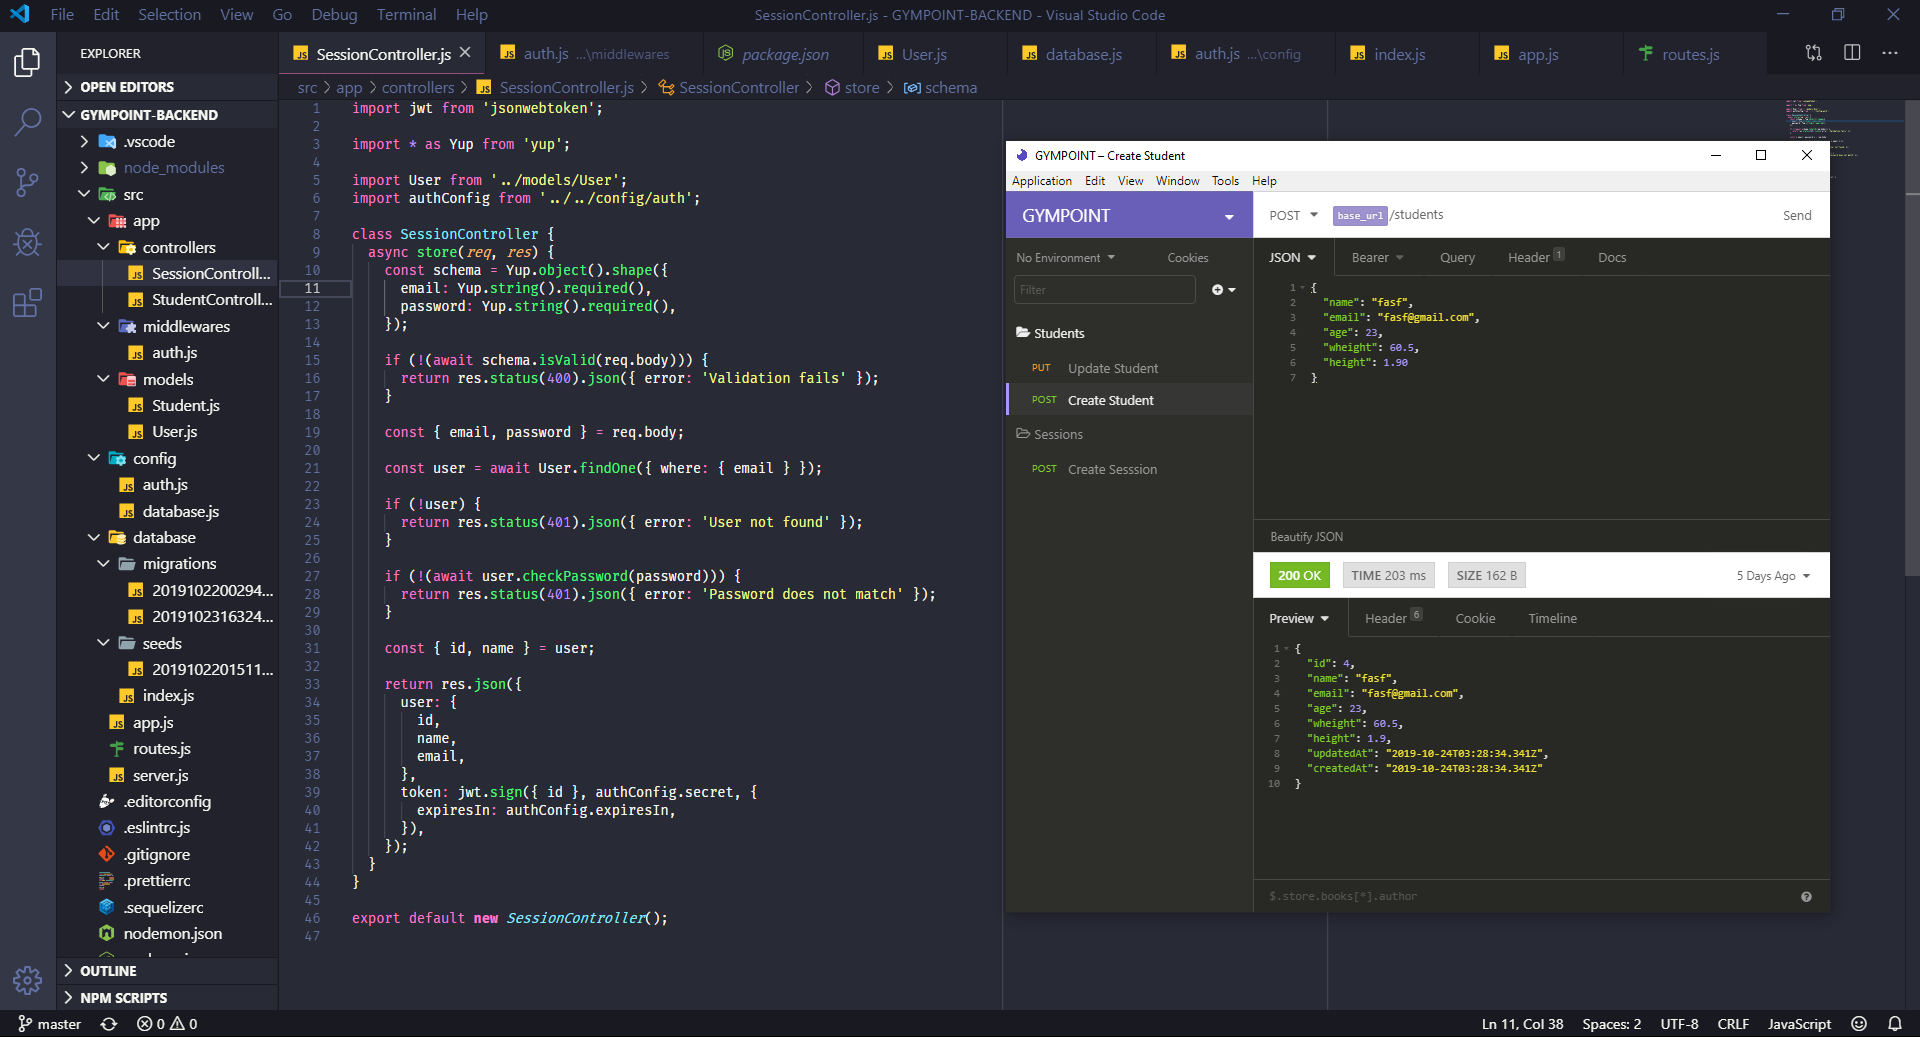 File Edit Selection View Go Debug Terminal Help
SessionController.js - GYMPOINT-BACKEND - Visual Studio Code
EXPLORER
OPEN EDITORS
GYMPOINT-BACKEND
.vscode
node_modules
src
app
controllers
SessionControll...
StudentControll...
middlewares
auth.js
models
Student.js
User.js
config
auth.js
database.js
database
migrations
2019102200294...
2019102316324...
seeds
2019102201511...
index.js
app.js
routes.js
server.js
.editorconfig
.eslintrc.js
.gitignore
.prettierrc
.sequelizerc
nodemon.json
OUTLINE
NPM SCRIPTS
SessionController.js auth.js ...\middlewares package.json User.js database.js auth.js ...\config index.js app.js routes.js
src > app > controllers > SessionController.js > SessionController > store > schema
1 import jwt from 'jsonwebtoken';
2
3 import * as Yup from 'yup';
4
5 import User from '../models/User';
6 import authConfig from '../../config/auth';
7
8 class SessionController {
9 async store(req, res) {
10 const schema = Yup.object().shape({
11 email: Yup.string().required(),
12 password: Yup.string().required(),
13 });
14
15 if (!(await schema.isValid(req.body))) {
16 return res.status(400).json({ error: 'Validation fails' });
17 }
18
19 const { email, password } = req.body;
20
21 const user = await User.findOne({ where: { email } });
22
23 if (!user) {
24 return res.status(401).json({ error: 'User not found' });
25 }
26
27 if (!(await user.checkPassword(password))) {
28 return res.status(401).json({ error: 'Password does not match' });
29 }
30
31 const { id, name } = user;
32
33 return res.json({
34 user: {
35 id,
36 name,
37 email,
38 },
39 token: jwt.sign({ id }, authConfig.secret, {
40 expiresIn: authConfig.expiresIn,
41 }),
42 });
43 }
44 }
45
46 export default new SessionController();
47
GYMPOINT – Create Student
Application Edit View Window Tools Help
GYMPOINT
No Environment Cookies
Filter
Students
PUT Update Student
POST Create Student
Sessions
POST Create Sesssion
POST base_url /students Send
JSON Bearer Query Header 1 Docs
1 {
2 "name": "fasf",
3 "email": "fasf@gmail.com",
4 "age": 23,
5 "wheight": 60.5,
6 "height": 1.90
7 }
Beautify JSON
200 OK TIME 203 ms SIZE 162 B 5 Days Ago
Preview Header 6 Cookie Timeline
1 {
2 "id": 4,
3 "name": "fasf",
4 "email": "fasf@gmail.com",
5 "age": 23,
6 "wheight": 60.5,
7 "height": 1.9,
8 "updatedAt": "2019-10-24T03:28:34.341Z",
9 "createdAt": "2019-10-24T03:28:34.341Z"
10 }
$.store.books[*].author
master 0 0
Ln 11, Col 38 Spaces: 2 UTF-8 CRLF JavaScript